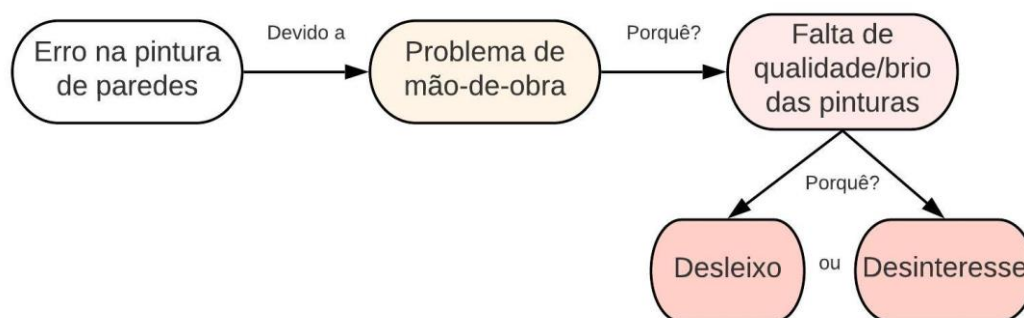 Erro na pintura
de paredes
Devido a
Problema de
mão-de-obra
Porquê?
Falta de
qualidade/brio
das pinturas
Porquê?
Desleixo
ou
Desinteresse